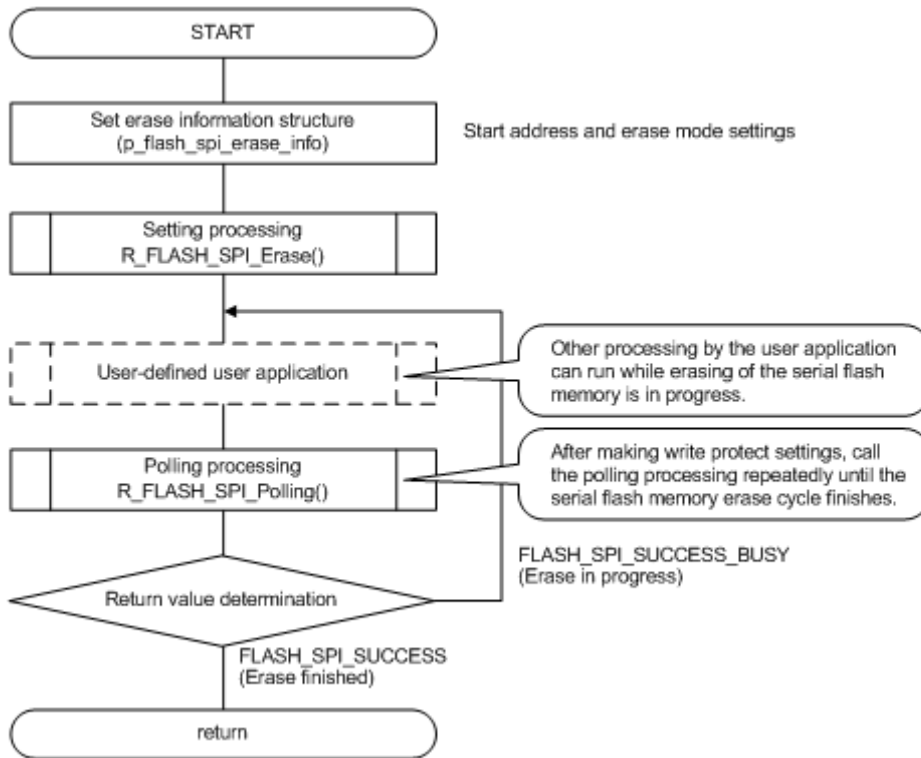 START
Set erase information structure
(p_flash_spi_erase_info)
Start address and erase mode settings
Setting processing
R_FLASH_SPI_Erase()
User-defined user application
Other processing by the user application
can run while erasing of the serial flash
memory is in progress.
Polling processing
R_FLASH_SPI_Polling()
After making write protect settings, call
the polling processing repeatedly until the
serial flash memory erase cycle finishes.
FLASH_SPI_SUCCESS_BUSY
(Erase in progress)
Return value determination
FLASH_SPI_SUCCESS
(Erase finished)
return